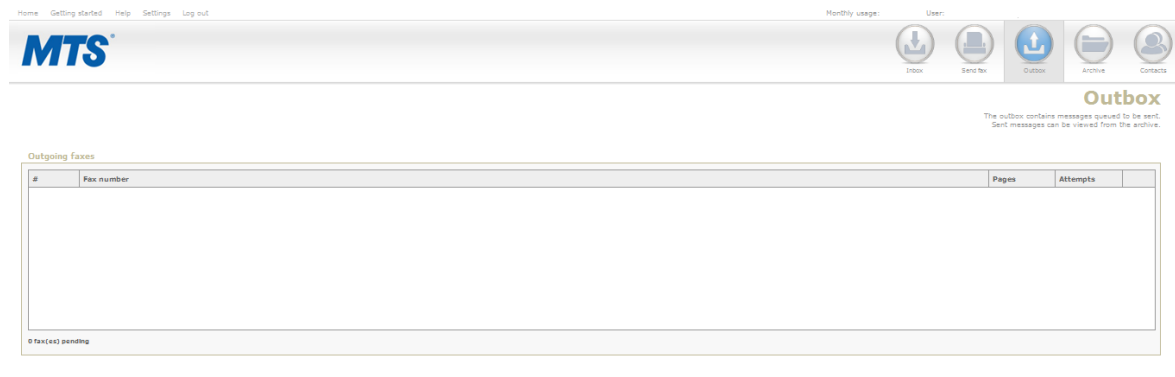 Home Getting started Help Settings Log out Monthly usage: User:
MTS®
Inbox Send fax Outbox Archive Contacts
Outbox
The outbox contains messages queued to be sent.
Sent messages can be viewed from the archive.
Outgoing faxes
# Fax number Pages Attempts
0 fax(es) pending